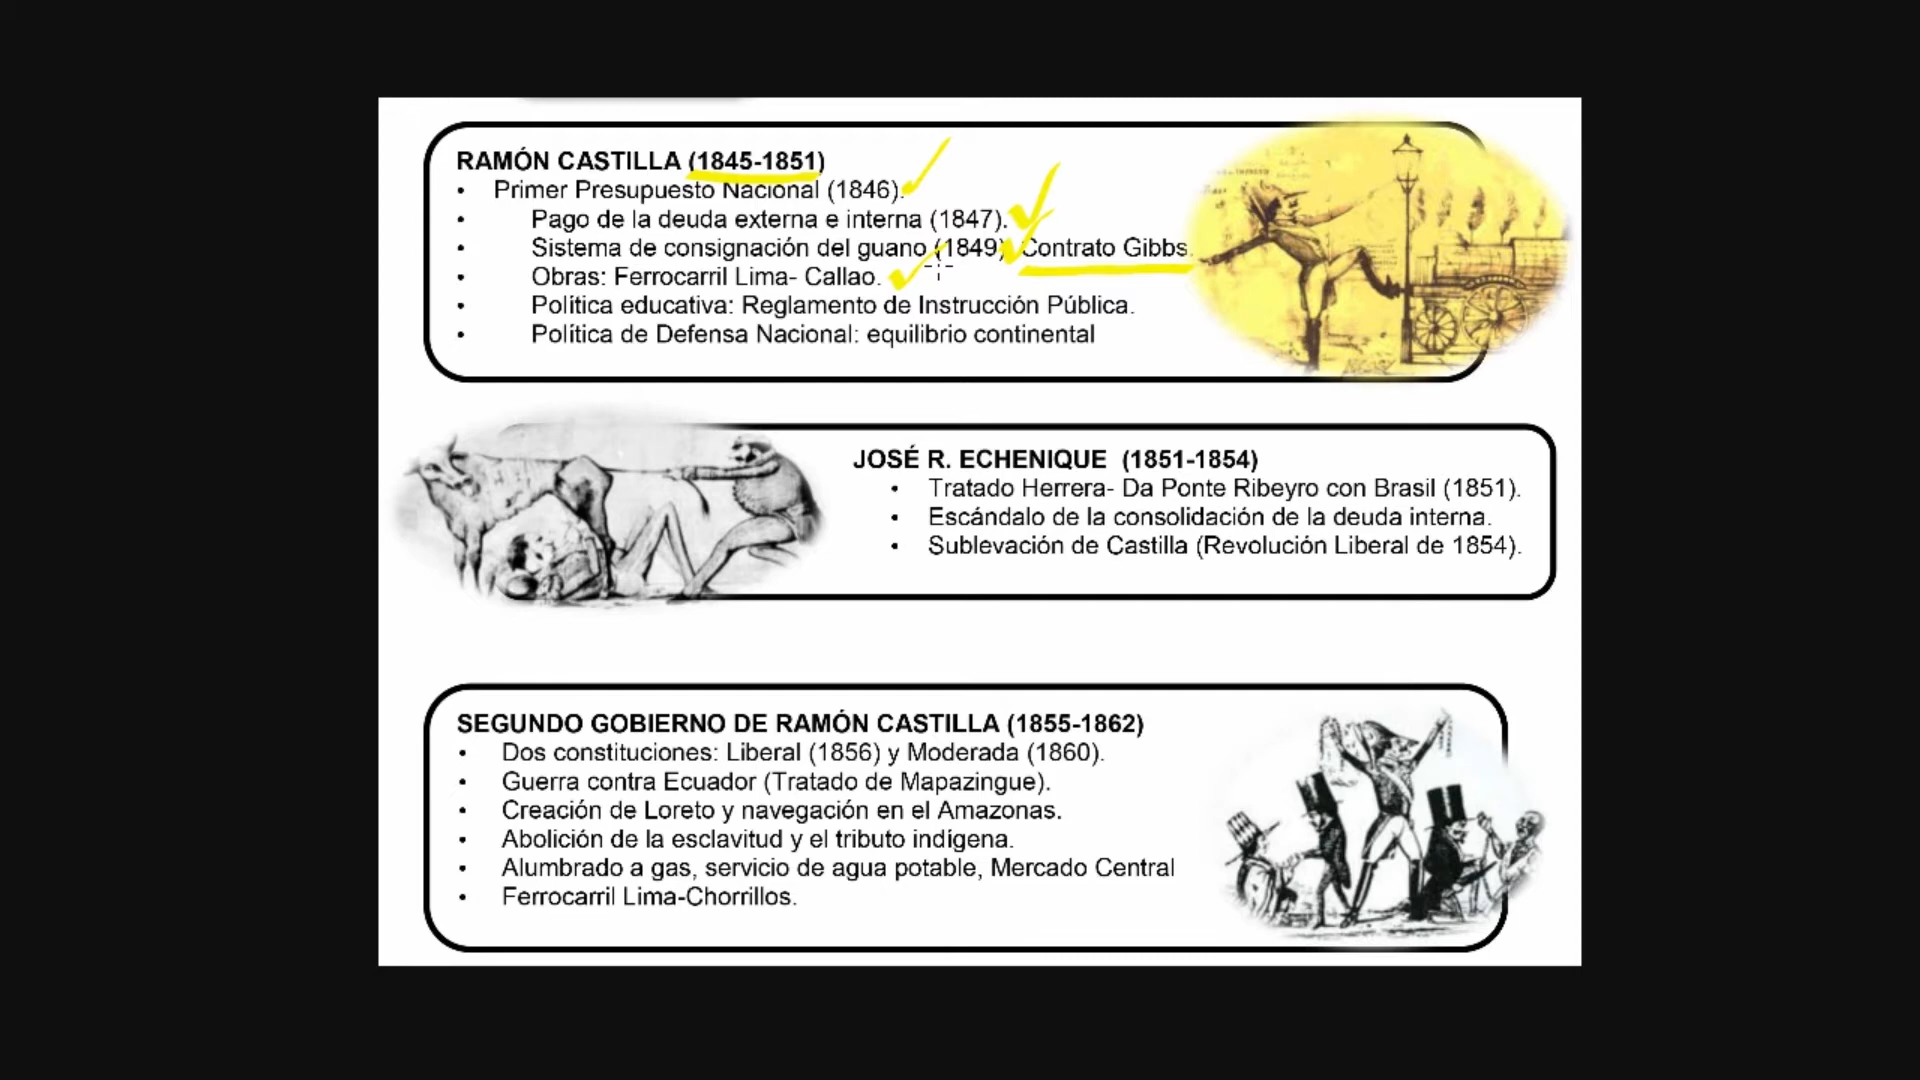 RAMÓN CASTILLA (1845-1851)
• Primer Presupuesto Nacional (1846).
• Pago de la deuda externa e interna (1847).
• Sistema de consignación del guano (1849) Contrato Gibbs.
• Obras: Ferrocarril Lima- Callao.
• Política educativa: Reglamento de Instrucción Pública.
• Política de Defensa Nacional: equilibrio continental
JOSÉ R. ECHENIQUE (1851-1854)
• Tratado Herrera- Da Ponte Ribeyro con Brasil (1851).
• Escándalo de la consolidación de la deuda interna.
• Sublevación de Castilla (Revolución Liberal de 1854).
SEGUNDO GOBIERNO DE RAMÓN CASTILLA (1855-1862)
• Dos constituciones: Liberal (1856) y Moderada (1860).
• Guerra contra Ecuador (Tratado de Mapazingue).
• Creación de Loreto y navegación en el Amazonas.
• Abolición de la esclavitud y el tributo indígena.
• Alumbrado a gas, servicio de agua potable, Mercado Central
• Ferrocarril Lima-Chorrillos.